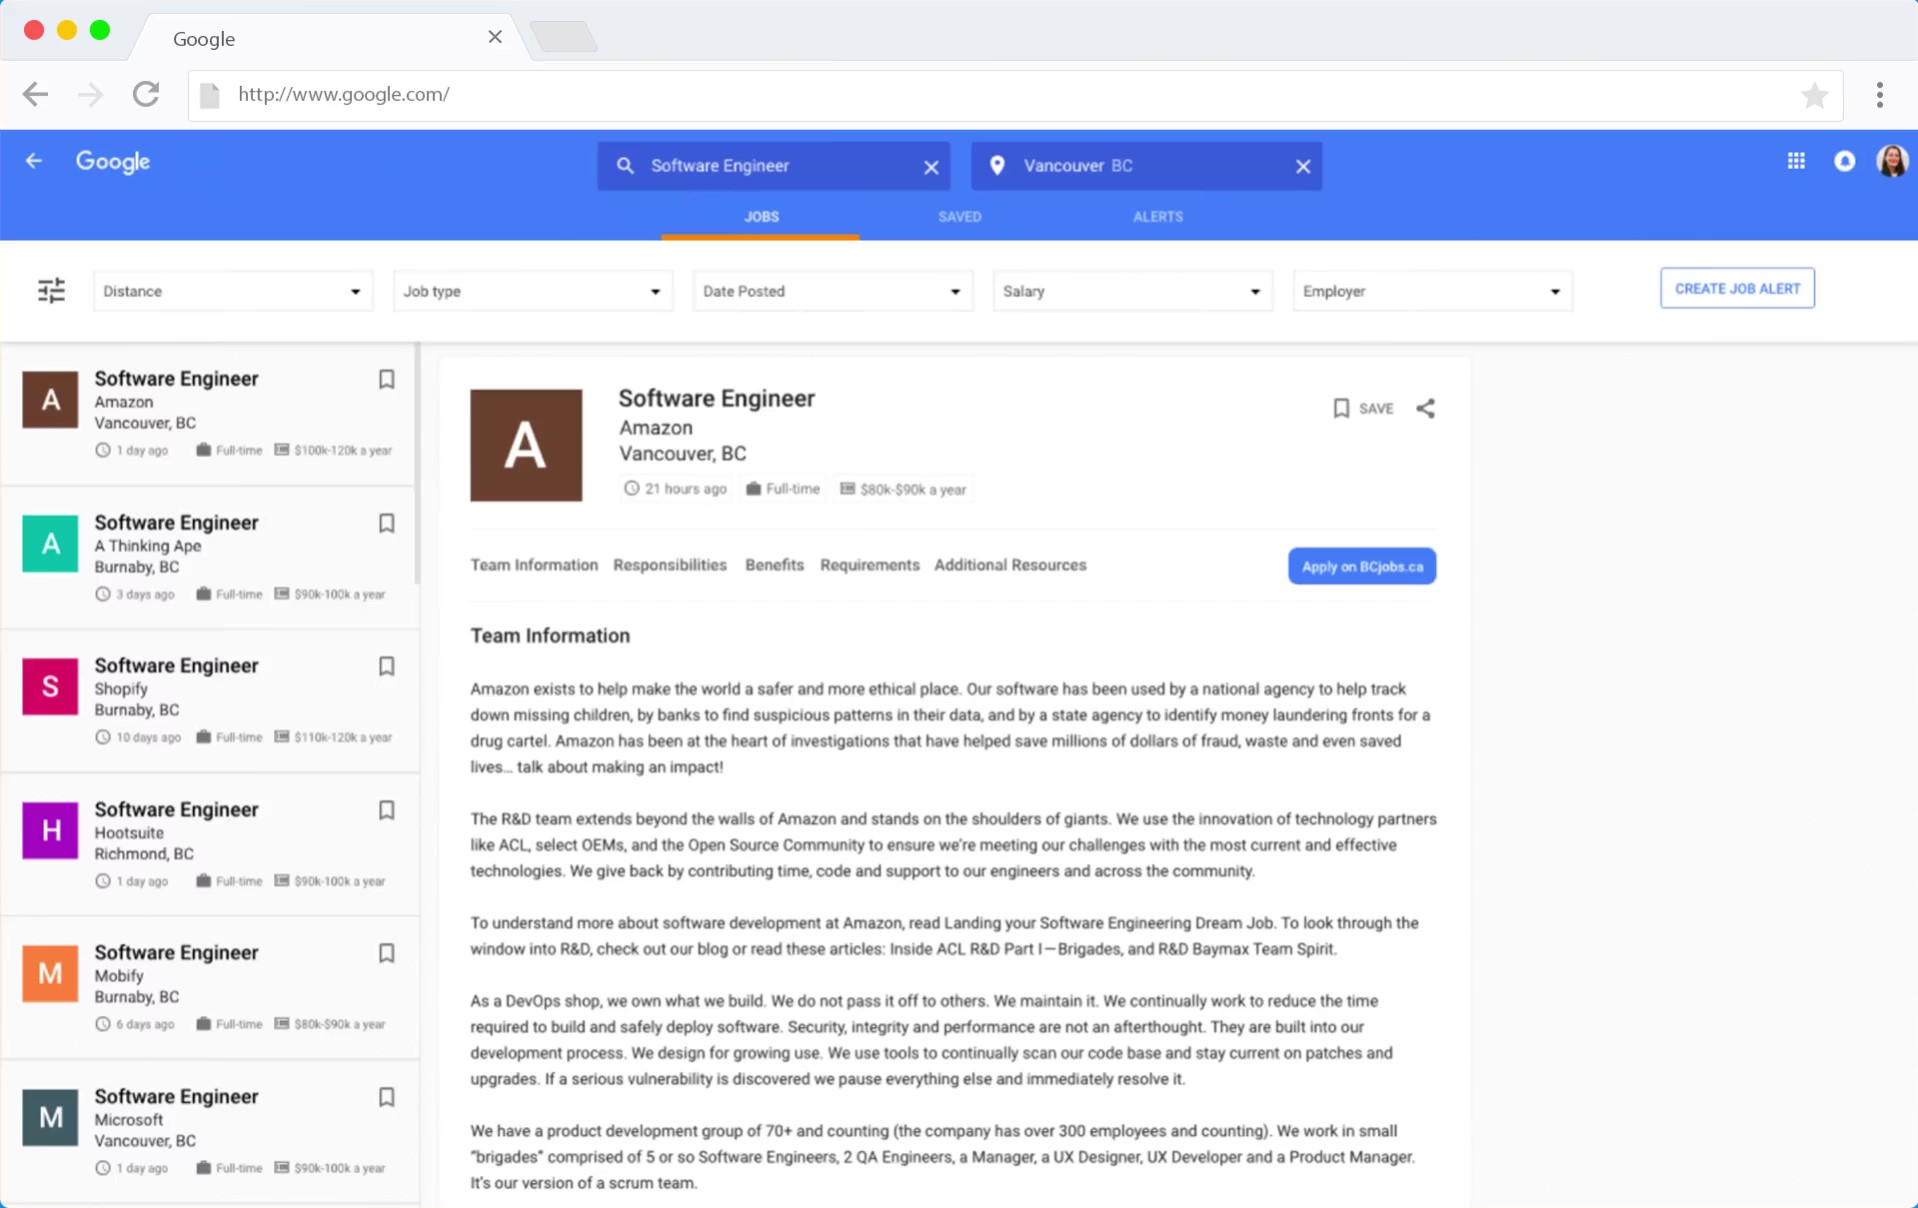 Google
http://www.google.com/
Google
Software Engineer
Vancouver BC
JOBS
SAVED
ALERTS
Distance
Job type
Date Posted
Salary
Employer
CREATE JOB ALERT
A
Software Engineer
Amazon
Vancouver, BC
1 day ago Full-time $100k-120k a year
A
Software Engineer
A Thinking Ape
Burnaby, BC
3 days ago Full-time $90k-100k a year
S
Software Engineer
Shopify
Burnaby, BC
10 days ago Full-time $110k-120k a year
H
Software Engineer
Hootsuite
Richmond, BC
1 day ago Full-time $90k-100k a year
M
Software Engineer
Mobify
Burnaby, BC
6 days ago Full-time $80k-$90k a year
M
Software Engineer
Microsoft
Vancouver, BC
1 day ago Full-time $90k-100k a year
A
Software Engineer
Amazon
Vancouver, BC
21 hours ago Full-time $80k-$90k a year
SAVE
Team Information Responsibilities Benefits Requirements Additional Resources
Apply on BCjobs.ca
Team Information
Amazon exists to help make the world a safer and more ethical place. Our software has been used by a national agency to help track
down missing children, by banks to find suspicious patterns in their data, and by a state agency to identify money laundering fronts for a
drug cartel. Amazon has been at the heart of investigations that have helped save millions of dollars of fraud, waste and even saved
lives… talk about making an impact!
The R&D team extends beyond the walls of Amazon and stands on the shoulders of giants. We use the innovation of technology partners
like ACL, select OEMs, and the Open Source Community to ensure we're meeting our challenges with the most current and effective
technologies. We give back by contributing time, code and support to our engineers and across the community.
To understand more about software development at Amazon, read Landing your Software Engineering Dream Job. To look through the
window into R&D, check out our blog or read these articles: Inside ACL R&D Part I—Brigades, and R&D Baymax Team Spirit.
As a DevOps shop, we own what we build. We do not pass it off to others. We maintain it. We continually work to reduce the time
required to build and safely deploy software. Security, integrity and performance are not an afterthought. They are built into our
development process. We design for growing use. We use tools to continually scan our code base and stay current on patches and
upgrades. If a serious vulnerability is discovered we pause everything else and immediately resolve it.
We have a product development group of 70+ and counting (the company has over 300 employees and counting). We work in small
"brigades" comprised of 5 or so Software Engineers, 2 QA Engineers, a Manager, a UX Designer, UX Developer and a Product Manager.
It's our version of a scrum team.